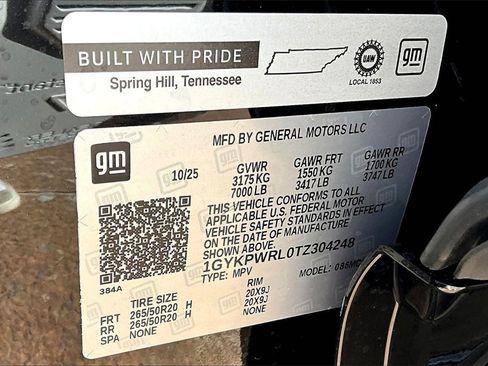 BUILT WITH PRIDE
Spring Hill, Tennessee
UAW
LOCAL 1853
gm
gm
MFD BY GENERAL MOTORS LLC
10/25
GVWR
3175 KG
7000 LB
GAWR FRT
1550 KG
3417 LB
GAWR RR
1700 KG
3747 LB
THIS VEHICLE CONFORMS TO ALL
APPLICABLE U.S. FEDERAL MOTOR
VEHICLE SAFETY STANDARDS IN EFFECT
ON THE DATE OF MANUFACTURE
SHOWN ABOVE.
1GYKPWRL0TZ304248
TYPE: MPV
MODEL:
384A
TIRE SIZE
RIM
FRT 265/50R20 H 20X9J
RR 265/50R20 H 20X9J
SPA NONE NONE